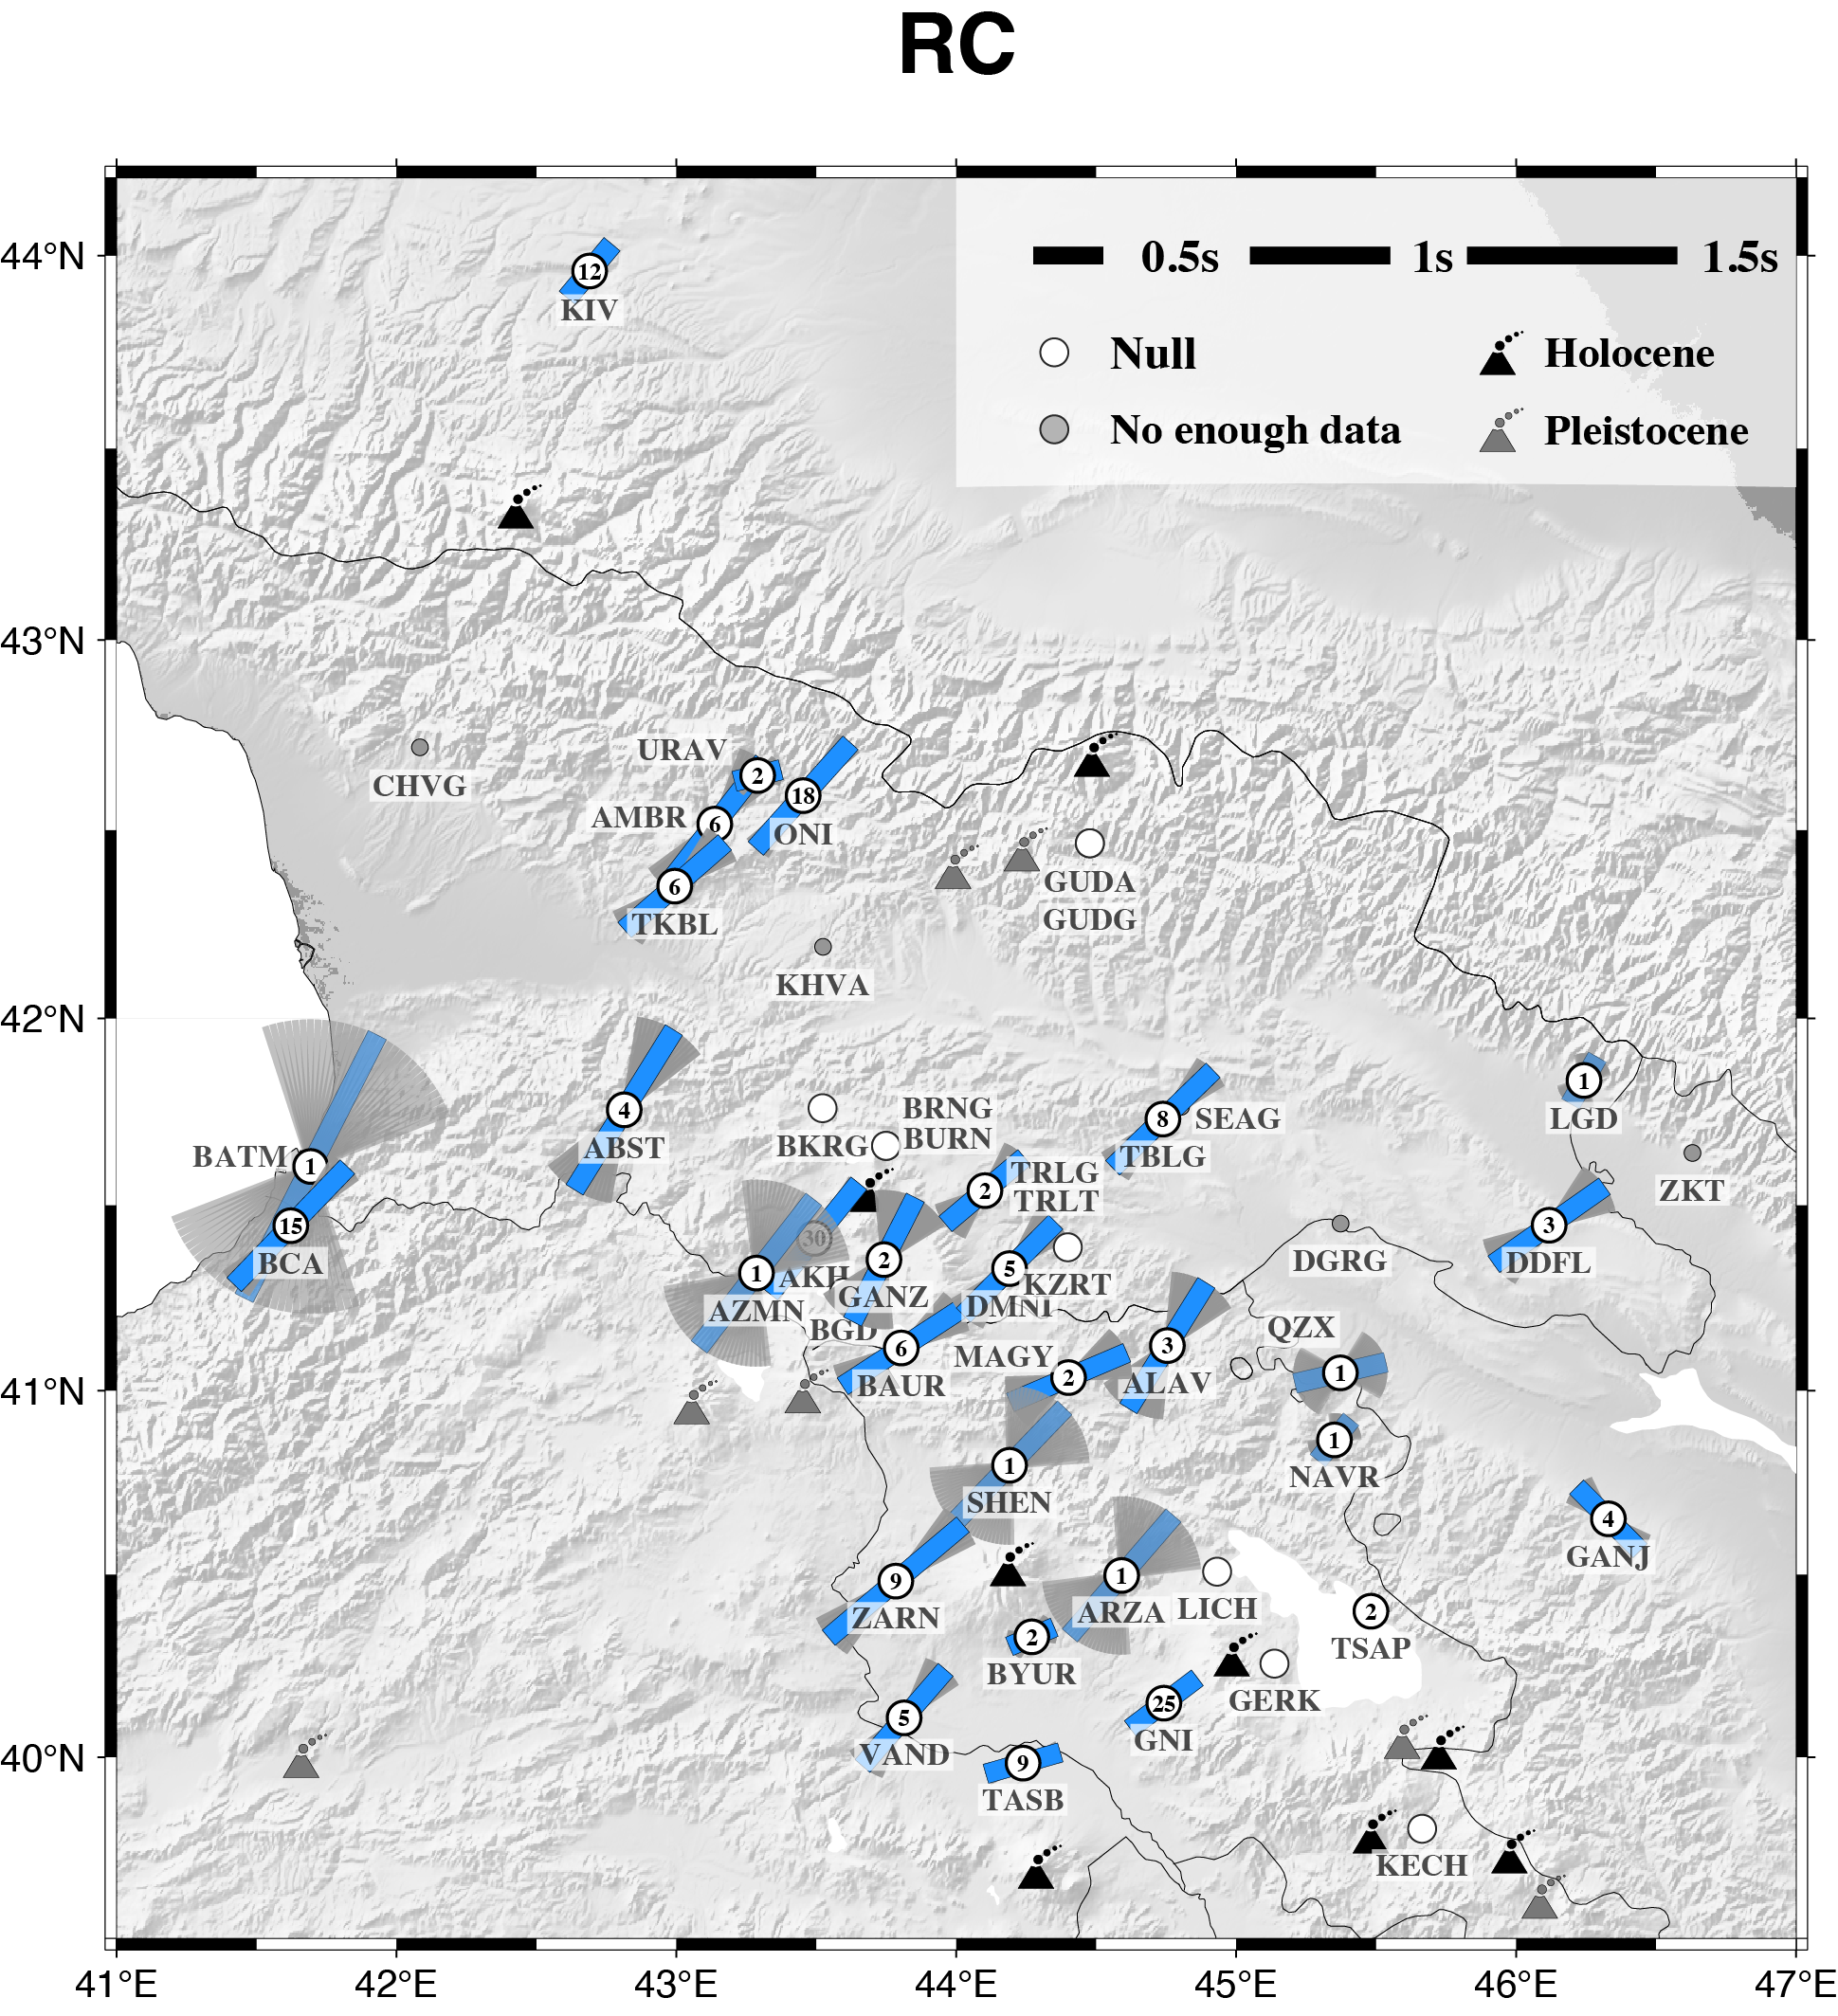 RC
0.5s 1s 1.5s
Null Holocene
No enough data Pleistocene
44°N
12
KIV
43°N
URAV
2
CHVG
18
AMBR 6
ONI
6
TKBL
GUDA
GUDG
KHVA
42°N
4
ABST
BRNG
BURN
BKRG
8 SEAG
TBLG
1
LGD
BATM 1
15
BCA
2 TRLG
TRLT
ZKT
30
1 AKH
AZMN
2
GANZ
5 KZRT
DMNI
DGRG
3
DDFL
BGD
6
BAUR
MAGY
2
3
ALAV
QZX
1
41°N
1
NAVR
1
SHEN
4
GANJ
9
ZARN
1
ARZA
LICH
2
TSAP
2
BYUR
GERK
5
VAND
25
GNI
40°N
9
TASB
KECH
41°E 42°E 43°E 44°E 45°E 46°E 47°E